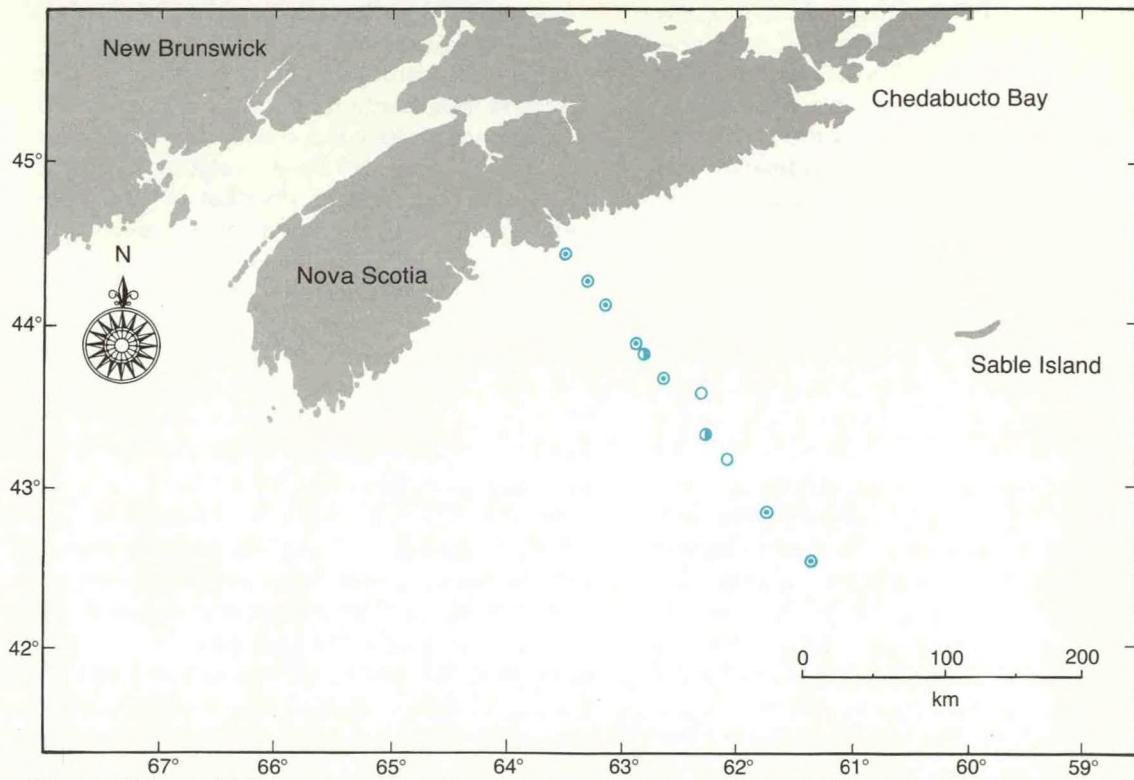 New Brunswick
Chedabucto Bay
45°
N
Nova Scotia
44°
Sable Island
43°
42°
0 100 200
km
67° 66° 65° 64° 63° 62° 61° 60° 59°